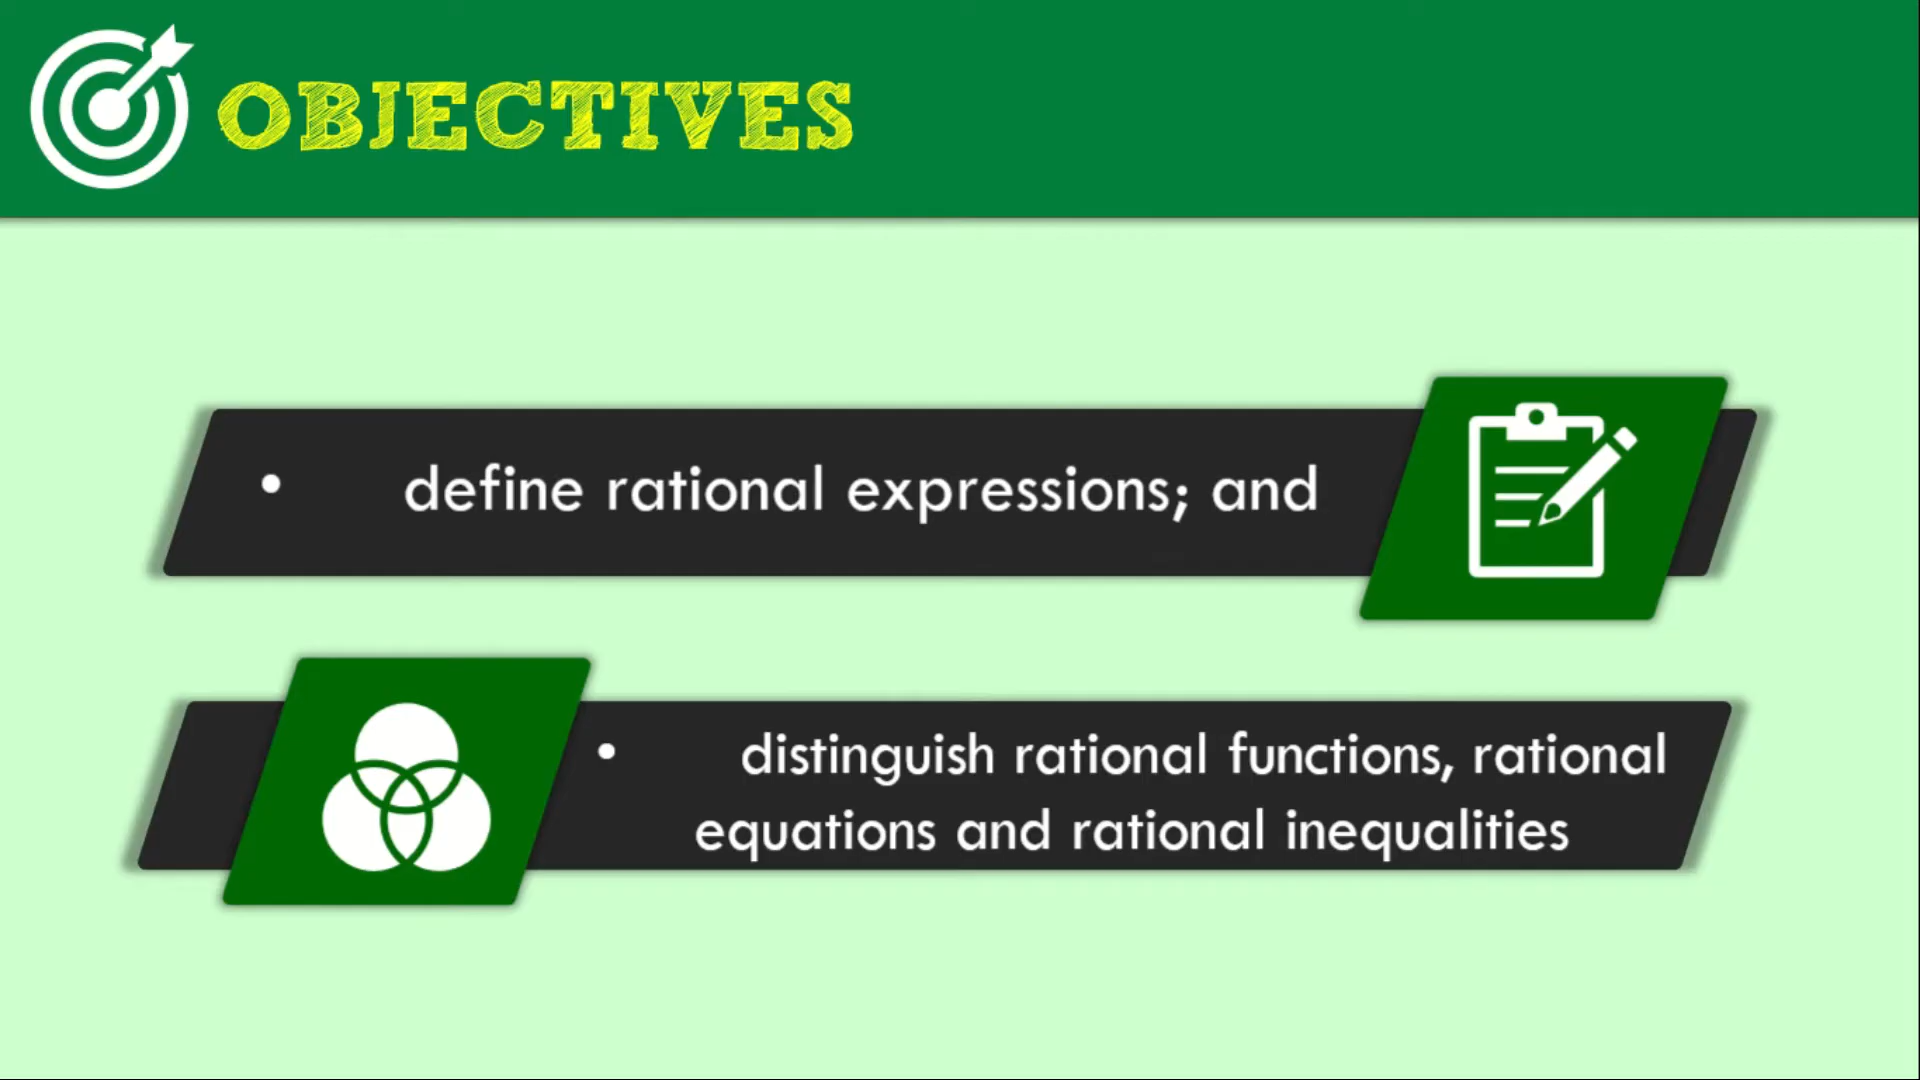 OBJECTIVES
• define rational expressions; and
• distinguish rational functions, rational
equations and rational inequalities